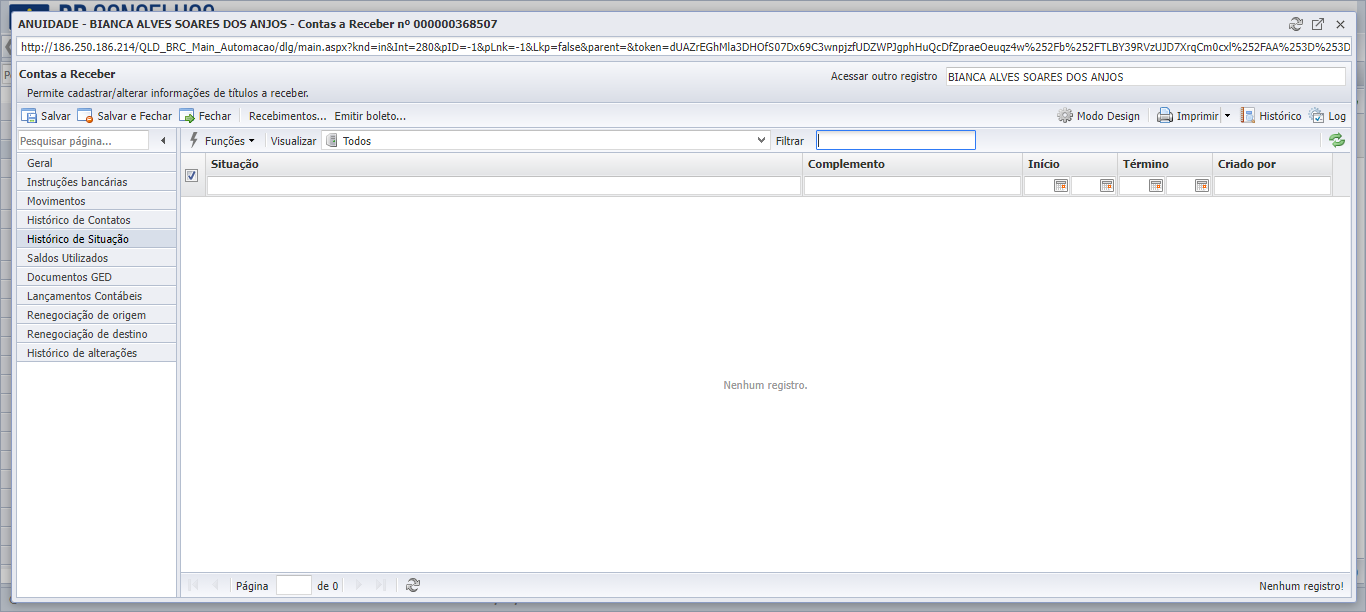 ANUIDADE - BIANCA ALVES SOARES DOS ANJOS - Contas a Receber nº 000000368507
http://186.250.186.214/QLD_BRC_Main_Automacao/dlg/main.aspx?knd=in&Int=280&pID=-1&pLnk=-1&Lkp=false&parent=&token=dUAZrEGhMla3DHOfS07Dx69C3wnpjzfUDZWPJgphHuQcDfZpraeOeuqz4w%252Fb%252FTLBY39RVzUJD7XrqCm0cxl%252FAA%253D%253D
Contas a Receber
Acessar outro registro BIANCA ALVES SOARES DOS ANJOS
Permite cadastrar/alterar informações de títulos a receber.
Salvar Salvar e Fechar Fechar Recebimentos... Emitir boleto... Modo Design Imprimir Histórico Log
Pesquisar página... Funções Visualizar Todos Filtrar
Situação Complemento Início Término Criado por
Geral
Instruções bancárias
Movimentos
Histórico de Contatos
Histórico de Situação
Saldos Utilizados
Documentos GED
Lançamentos Contábeis
Renegociação de origem
Renegociação de destino
Histórico de alterações
Nenhum registro.
Página de 0 Nenhum registro!